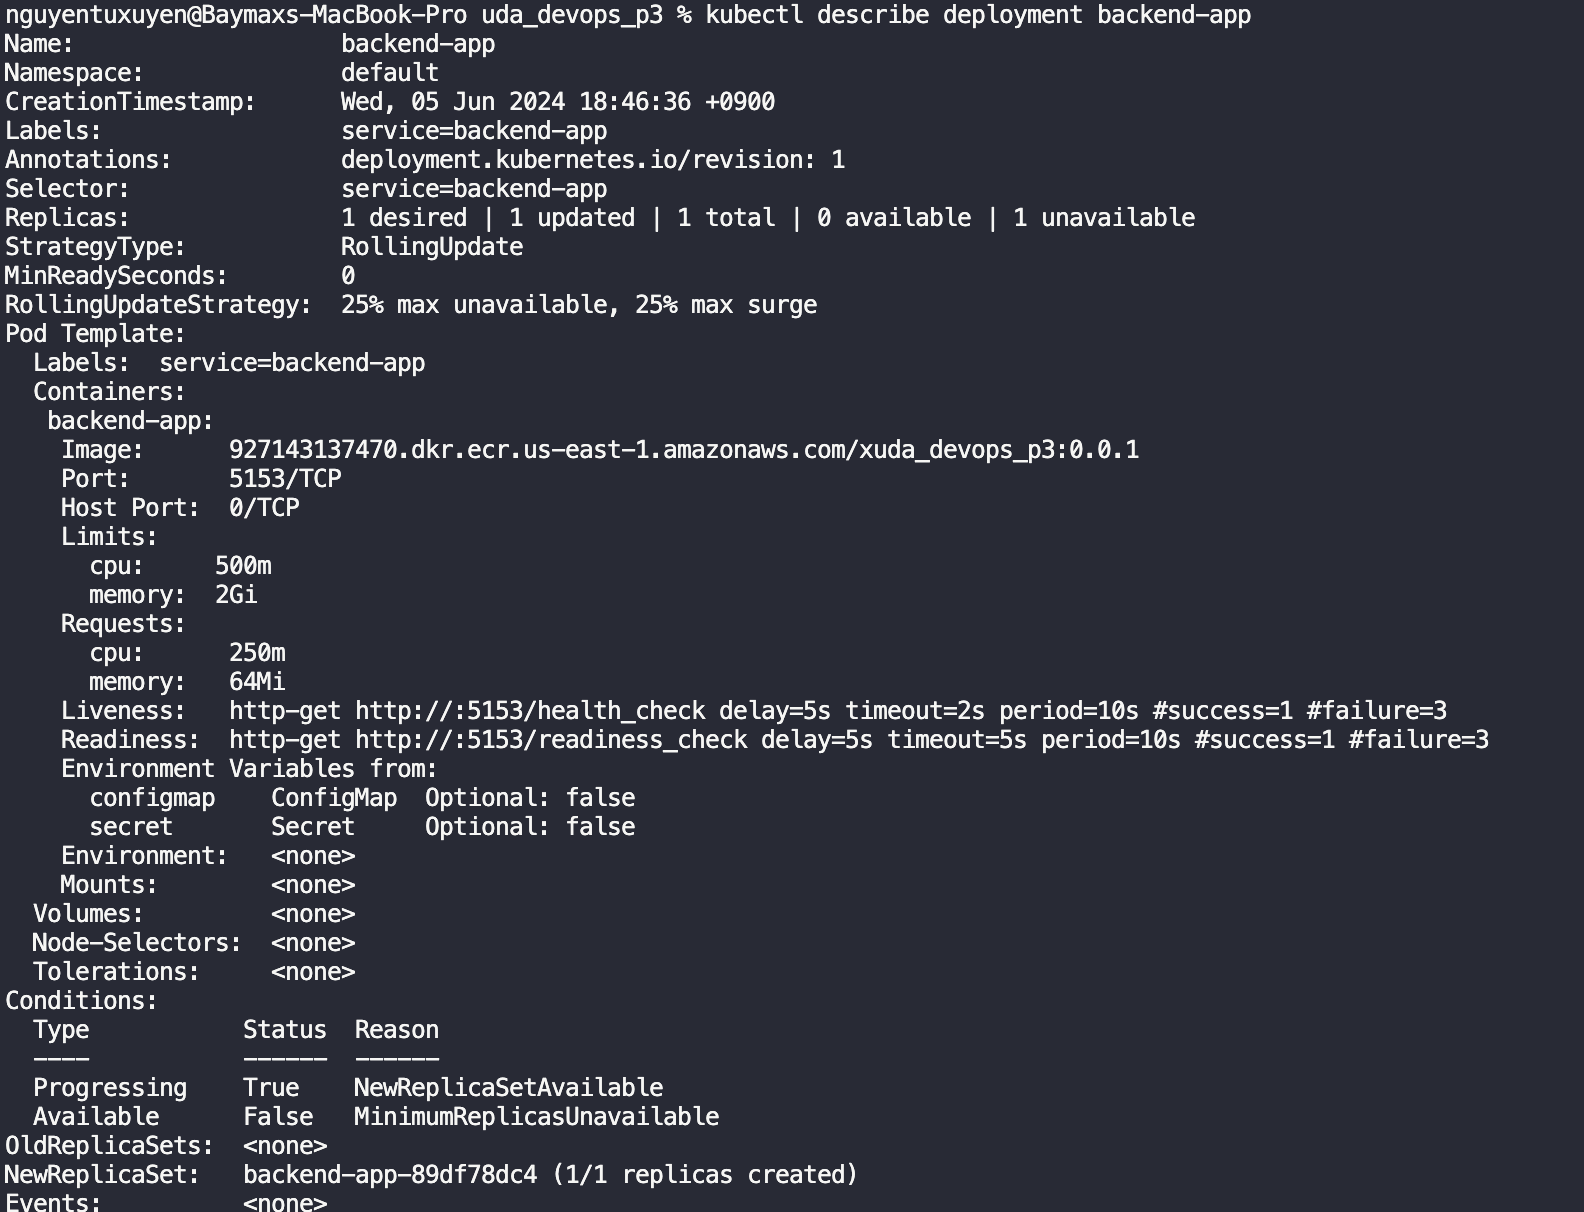 nguyentuxuyen@Baymaxs-MacBook-Pro uda_devops_p3 % kubectl describe deployment backend-app
Name:                   backend-app
Namespace:              default
CreationTimestamp:      Wed, 05 Jun 2024 18:46:36 +0900
Labels:                 service=backend-app
Annotations:            deployment.kubernetes.io/revision: 1
Selector:               service=backend-app
Replicas:               1 desired | 1 updated | 1 total | 0 available | 1 unavailable
StrategyType:           RollingUpdate
MinReadySeconds:        0
RollingUpdateStrategy:  25% max unavailable, 25% max surge
Pod Template:
  Labels:  service=backend-app
  Containers:
   backend-app:
    Image:      927143137470.dkr.ecr.us-east-1.amazonaws.com/xuda_devops_p3:0.0.1
    Port:       5153/TCP
    Host Port:  0/TCP
    Limits:
      cpu:     500m
      memory:  2Gi
    Requests:
      cpu:      250m
      memory:   64Mi
    Liveness:   http-get http://:5153/health_check delay=5s timeout=2s period=10s #success=1 #failure=3
    Readiness:  http-get http://:5153/readiness_check delay=5s timeout=5s period=10s #success=1 #failure=3
    Environment Variables from:
      configmap    ConfigMap  Optional: false
      secret       Secret     Optional: false
    Environment:   <none>
    Mounts:        <none>
  Volumes:         <none>
  Node-Selectors:  <none>
  Tolerations:     <none>
Conditions:
  Type           Status  Reason
  ----           ------  ------
  Progressing    True    NewReplicaSetAvailable
  Available      False   MinimumReplicasUnavailable
OldReplicaSets:  <none>
NewReplicaSet:   backend-app-89df78dc4 (1/1 replicas created)
Events:          <none>